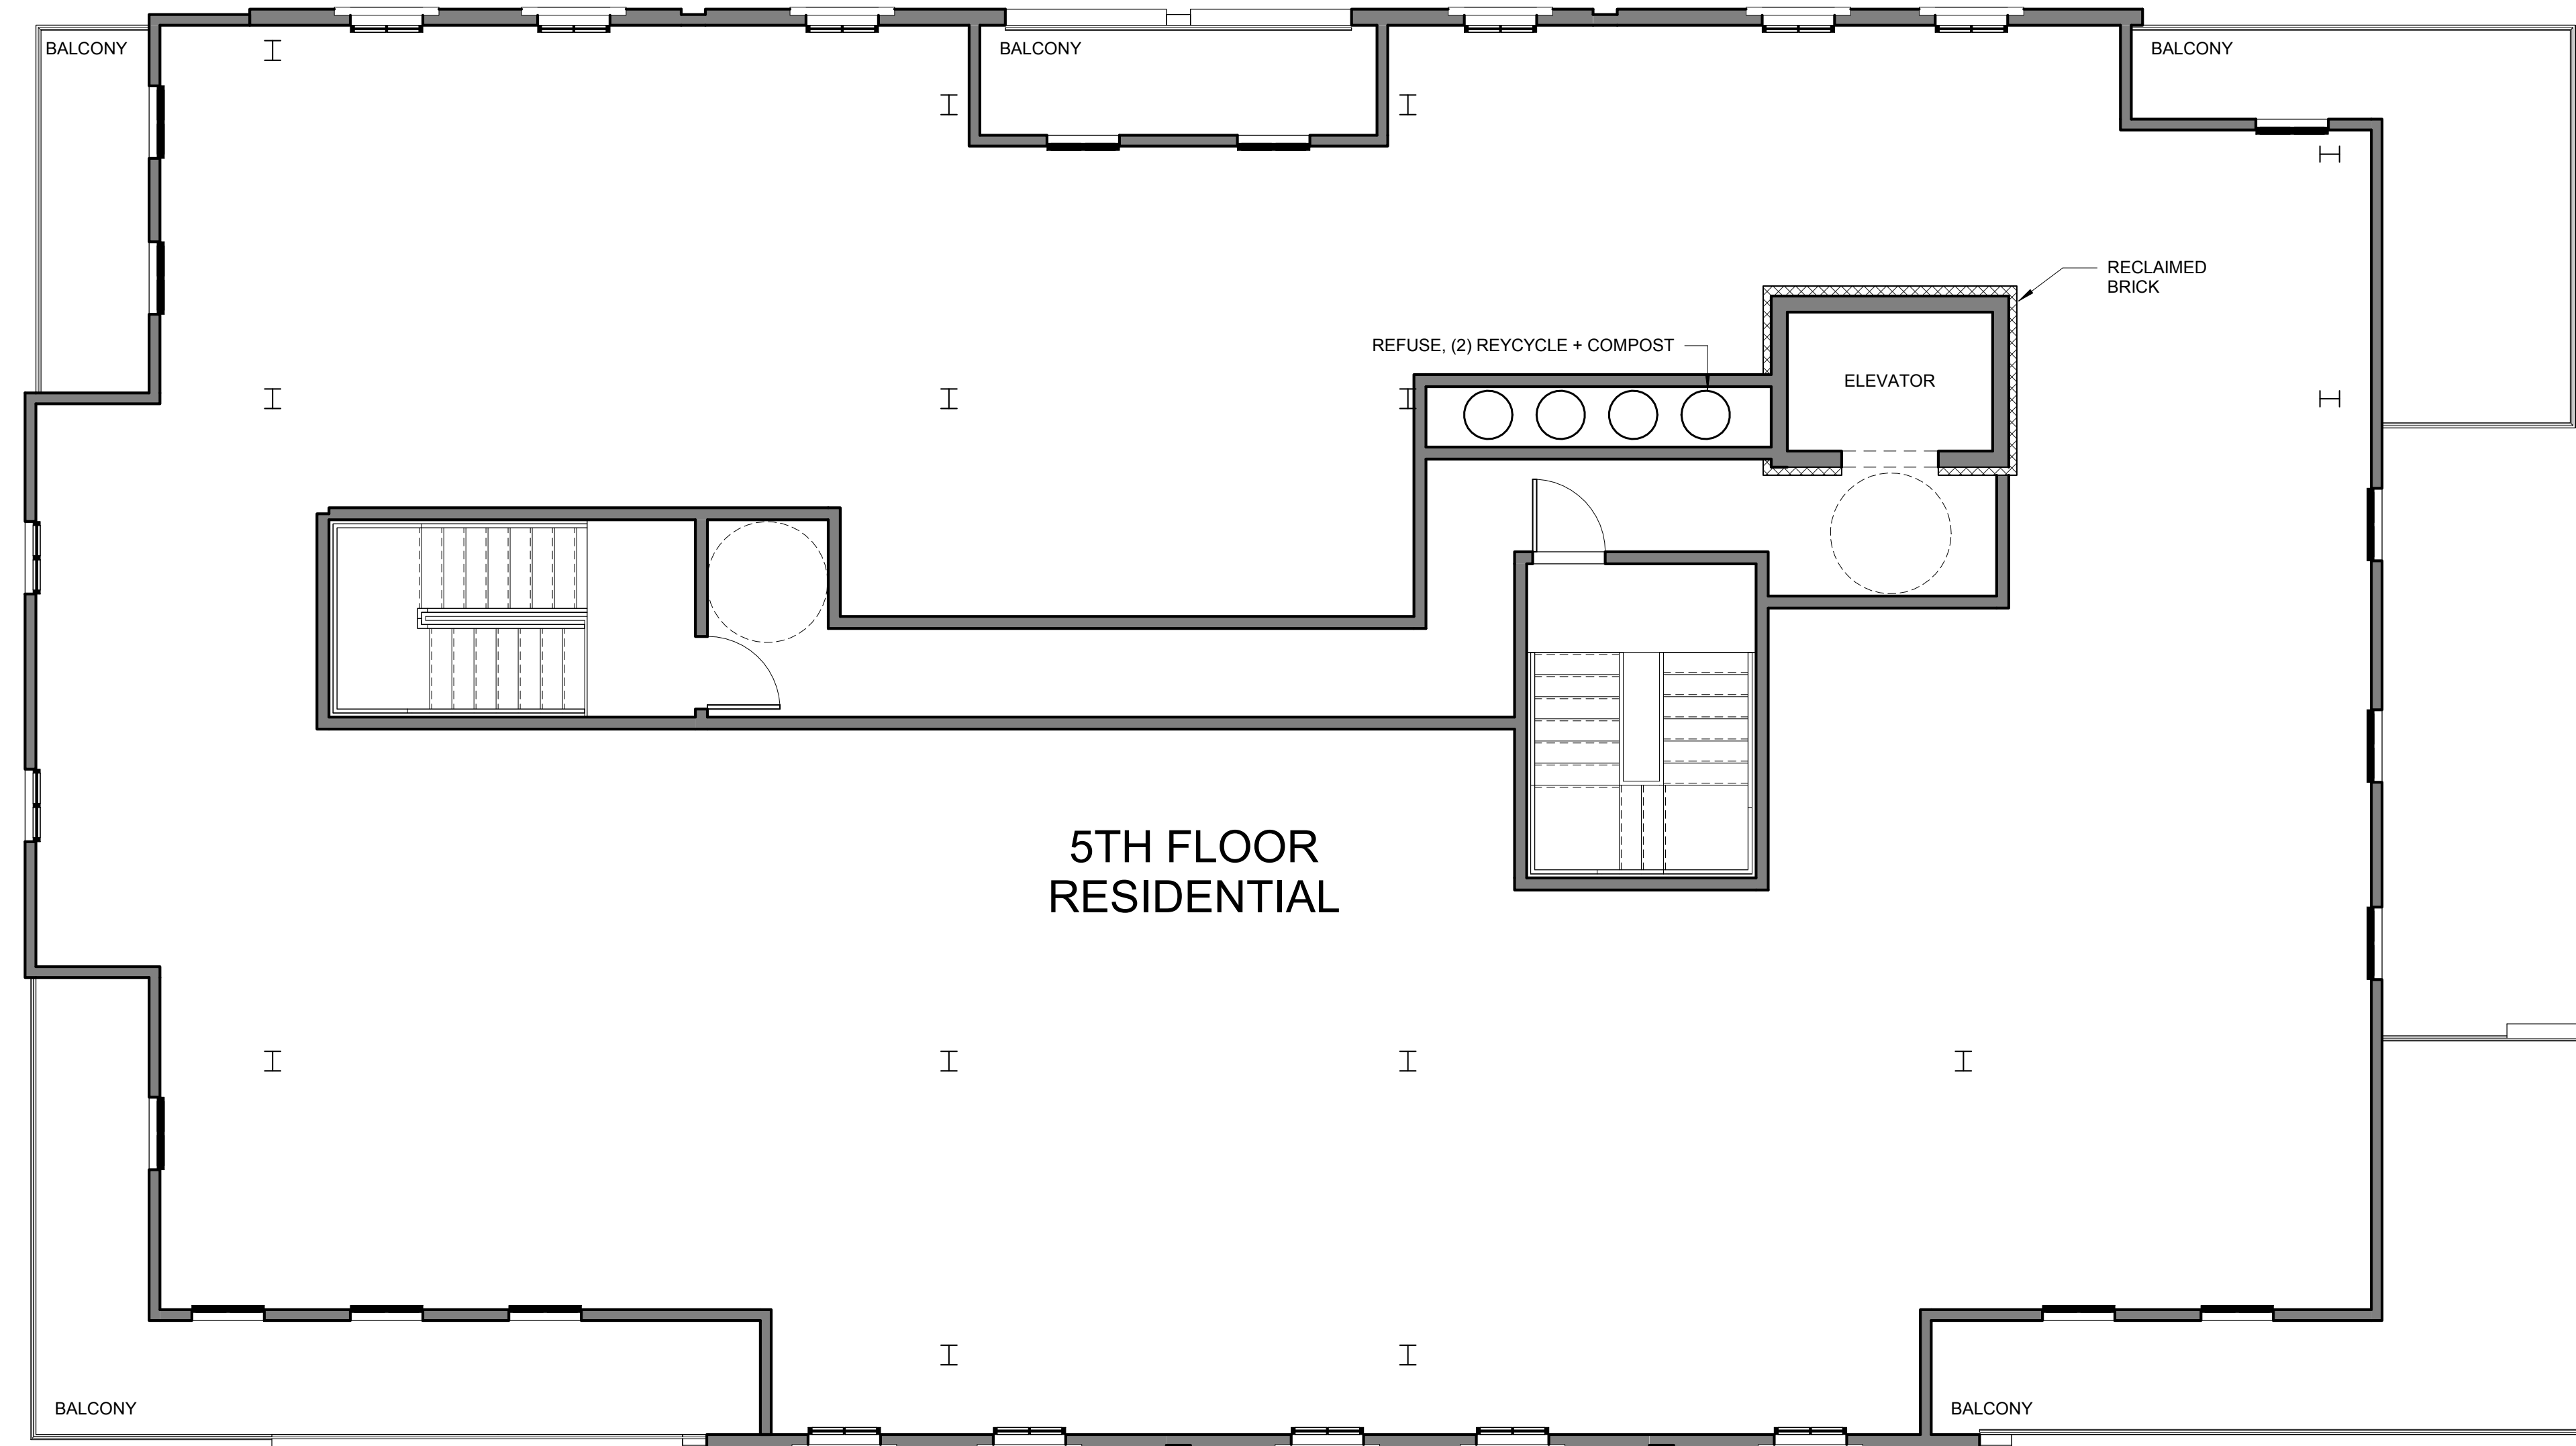 BALCONY
BALCONY
BALCONY
RECLAIMED
BRICK
REFUSE, (2) REYCYCLE + COMPOST
ELEVATOR
5TH FLOOR
RESIDENTIAL
BALCONY
BALCONY